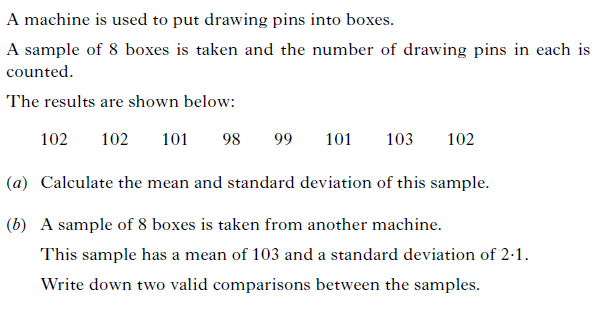 A machine is used to put drawing pins into boxes.
A sample of 8 boxes is taken and the number of drawing pins in each is
counted.
The results are shown below:
102 102 101 98 99 101 103 102
(a) Calculate the mean and standard deviation of this sample.
(b) A sample of 8 boxes is taken from another machine.
This sample has a mean of 103 and a standard deviation of 2·1.
Write down two valid comparisons between the samples.